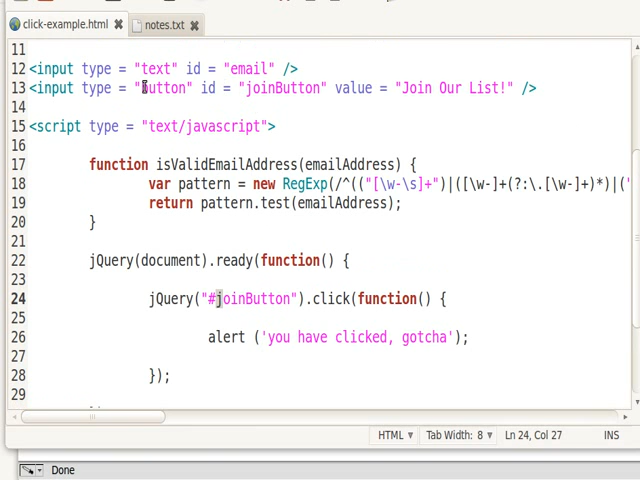 click-example.html notes.txt
11
12 <input type = "text" id = "email" />
13 <input type = "button" id = "joinButton" value = "Join Our List!" />
14
15 <script type = "text/javascript">
16
17 function isValidEmailAddress(emailAddress) {
18 var pattern = new RegExp(/^(("[\w-\s]+")|([\w-]+(?:\.[\w-]+)*)|('
19 return pattern.test(emailAddress);
20 }
21
22 jQuery(document).ready(function() {
23
24 jQuery("#joinButton").click(function() {
25
26 alert ('you have clicked, gotcha');
27
28 });
29
HTML Tab Width: 8 Ln 24, Col 27 INS
Done